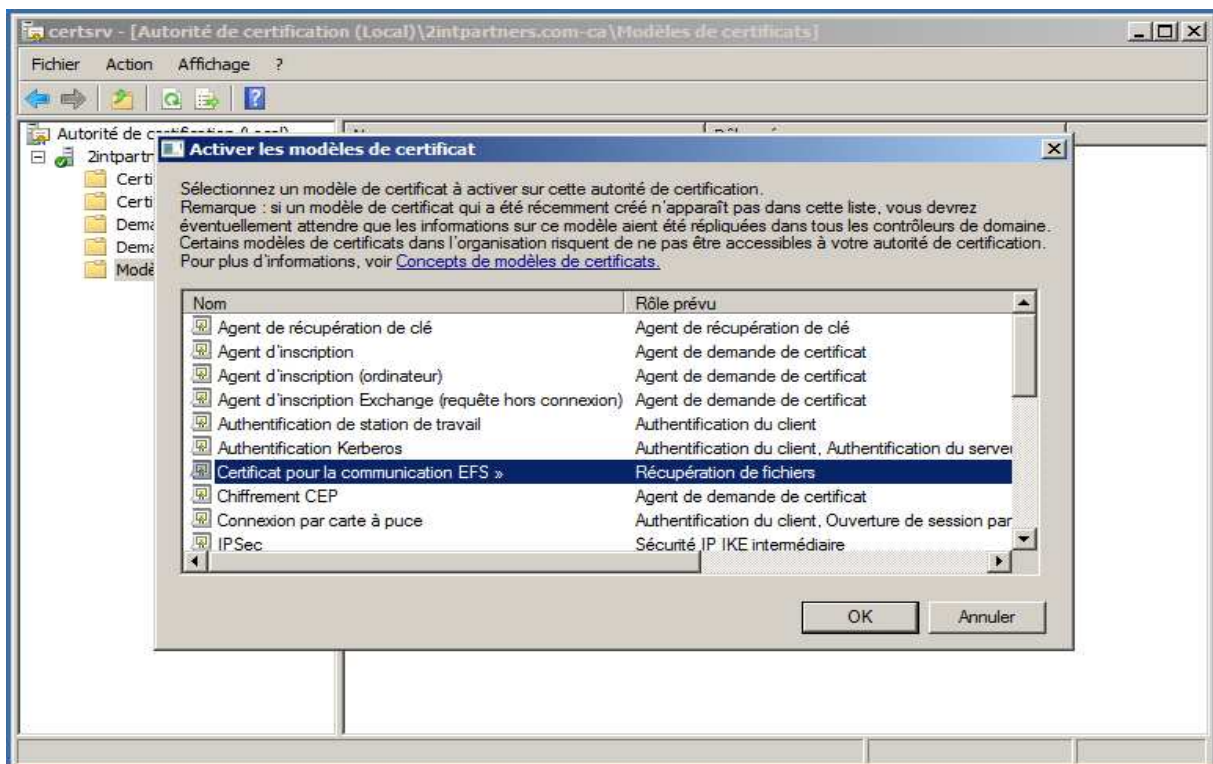 certsrv - [Autorité de certification (Local)\2intpartners.com-ca\Modèles de certificats]
Fichier Action Affichage ?
Autorité de certification (Local)
2intpartn
Certi
Certi
Dema
Dema
Modè
Activer les modèles de certificat
Sélectionnez un modèle de certificat à activer sur cette autorité de certification.
Remarque : si un modèle de certificat qui a été récemment créé n'apparaît pas dans cette liste, vous devrez
éventuellement attendre que les informations sur ce modèle aient été répliquées dans tous les contrôleurs de domaine.
Certains modèles de certificats dans l'organisation risquent de ne pas être accessibles à votre autorité de certification.
Pour plus d'informations, voir Concepts de modèles de certificats.
Nom Rôle prévu
Agent de récupération de clé Agent de récupération de clé
Agent d'inscription Agent de demande de certificat
Agent d'inscription (ordinateur) Agent de demande de certificat
Agent d'inscription Exchange (requête hors connexion) Agent de demande de certificat
Authentification de station de travail Authentification du client
Authentification Kerberos Authentification du client, Authentification du server
Certificat pour la communication EFS » Récupération de fichiers
Chiffrement CEP Agent de demande de certificat
Connexion par carte à puce Authentification du client, Ouverture de session par
IPSec Sécurité IP IKE intermédiaire
OK Annuler